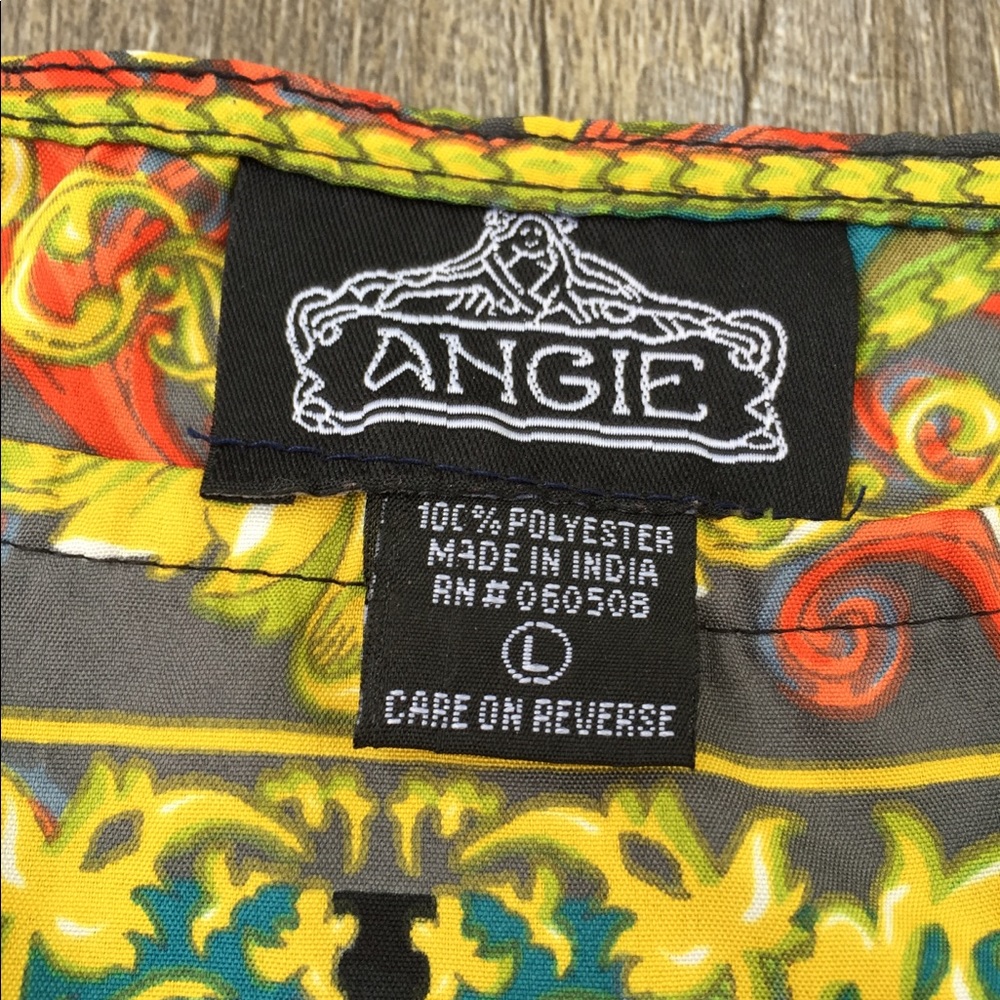 ANGIE
100% POLYESTER
MADE IN INDIA
RN# 060508
L
CARE ON REVERSE